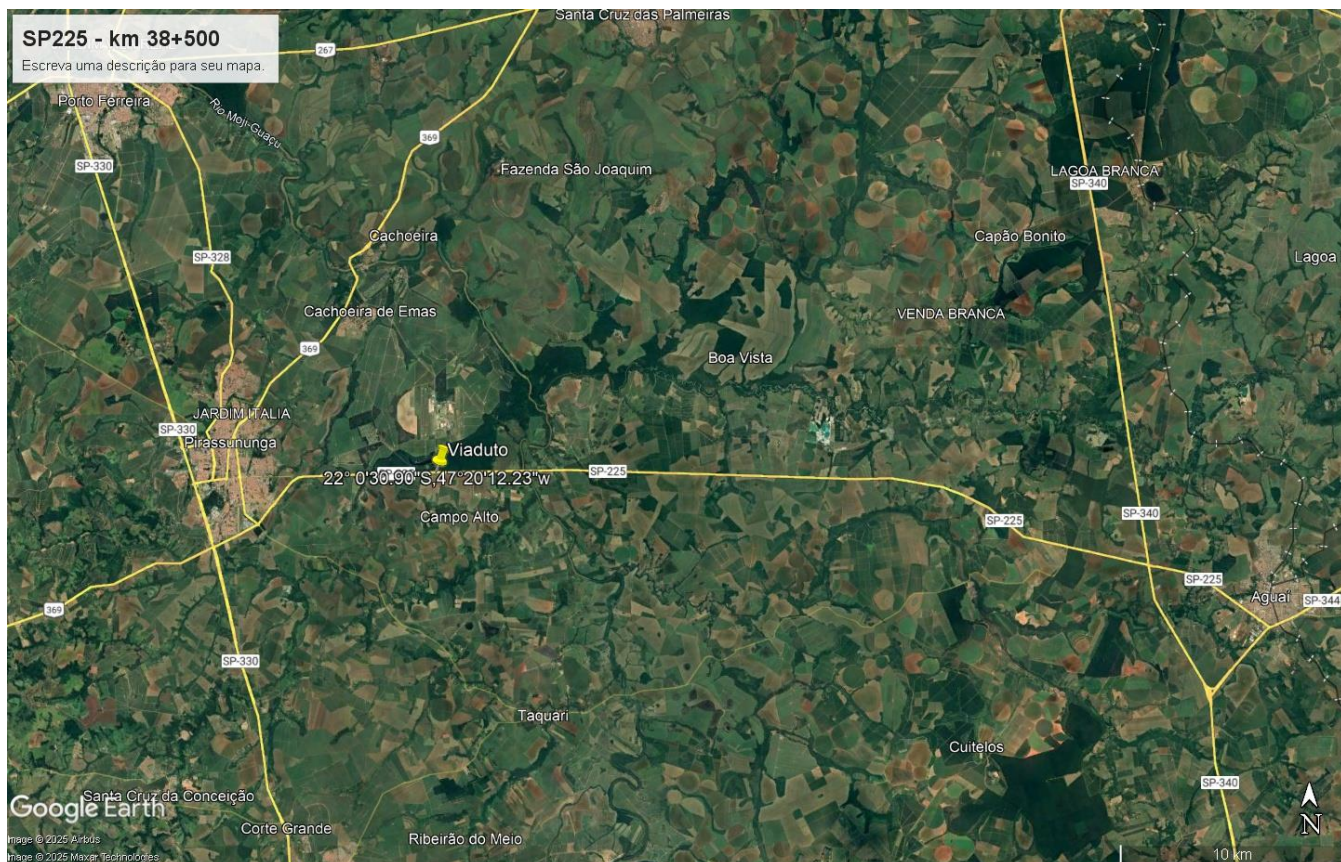 SP225 - km 38+500
Escreva uma descrição para seu mapa.
Santa Cruz das Palmeiras
267
Porto Ferreira
Rio Moji-Guaçu
369
SP-330
Fazenda São Joaquim
LAGOA BRANCA
SP-340
Cachoeira
Capão Bonito
SP-328
Lagoa
Cachoeira de Emas
VENDA BRANCA
369
Boa Vista
JARDIM ITALIA
SP-330
Pirassununga
Viaduto
SP-225
22° 0'30.90"S,47°20'12.23"w
Campo Alto
SP-340
SP-225
SP-225
Aguaí
SP-344
369
SP-330
Taquari
Cuitelos
SP-340
Santa Cruz da Conceição
Google Earth
Corte Grande
N
Ribeirão do Meio
Image © 2025 Airbus
Image © 2025 Maxar Technologies
10 km